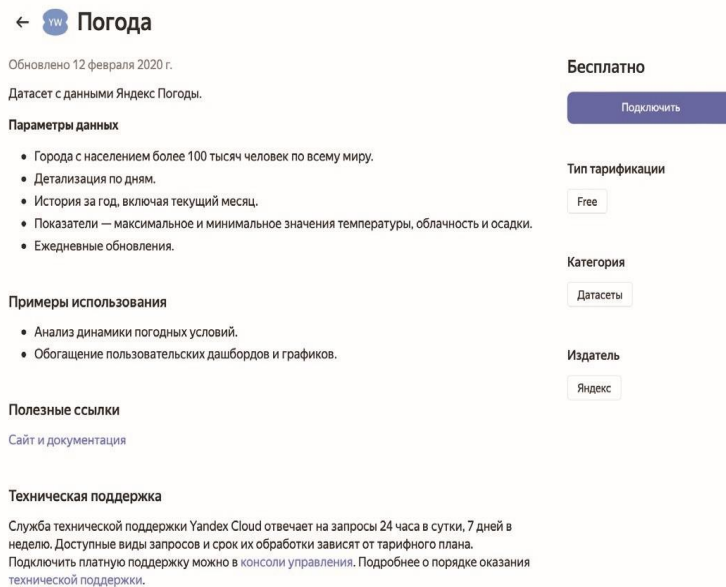 ← YW Погода
Обновлено 12 февраля 2020 г.
Датасет с данными Яндекс Погоды.
Параметры данных
• Города с населением более 100 тысяч человек по всему миру.
• Детализация по дням.
• История за год, включая текущий месяц.
• Показатели — максимальное и минимальное значения температуры, облачность и осадки.
• Ежедневные обновления.
Примеры использования
• Анализ динамики погодных условий.
• Обогащение пользовательских дашбордов и графиков.
Полезные ссылки
Сайт и документация
Техническая поддержка
Служба технической поддержки Yandex Cloud отвечает на запросы 24 часа в сутки, 7 дней в
неделю. Доступные виды запросов и срок их обработки зависят от тарифного плана.
Подключить платную поддержку можно в консоли управления. Подробнее о порядке оказания
технической поддержки.
Бесплатно
Подключить
Тип тарификации
Free
Категория
Датасеты
Издатель
Яндекс